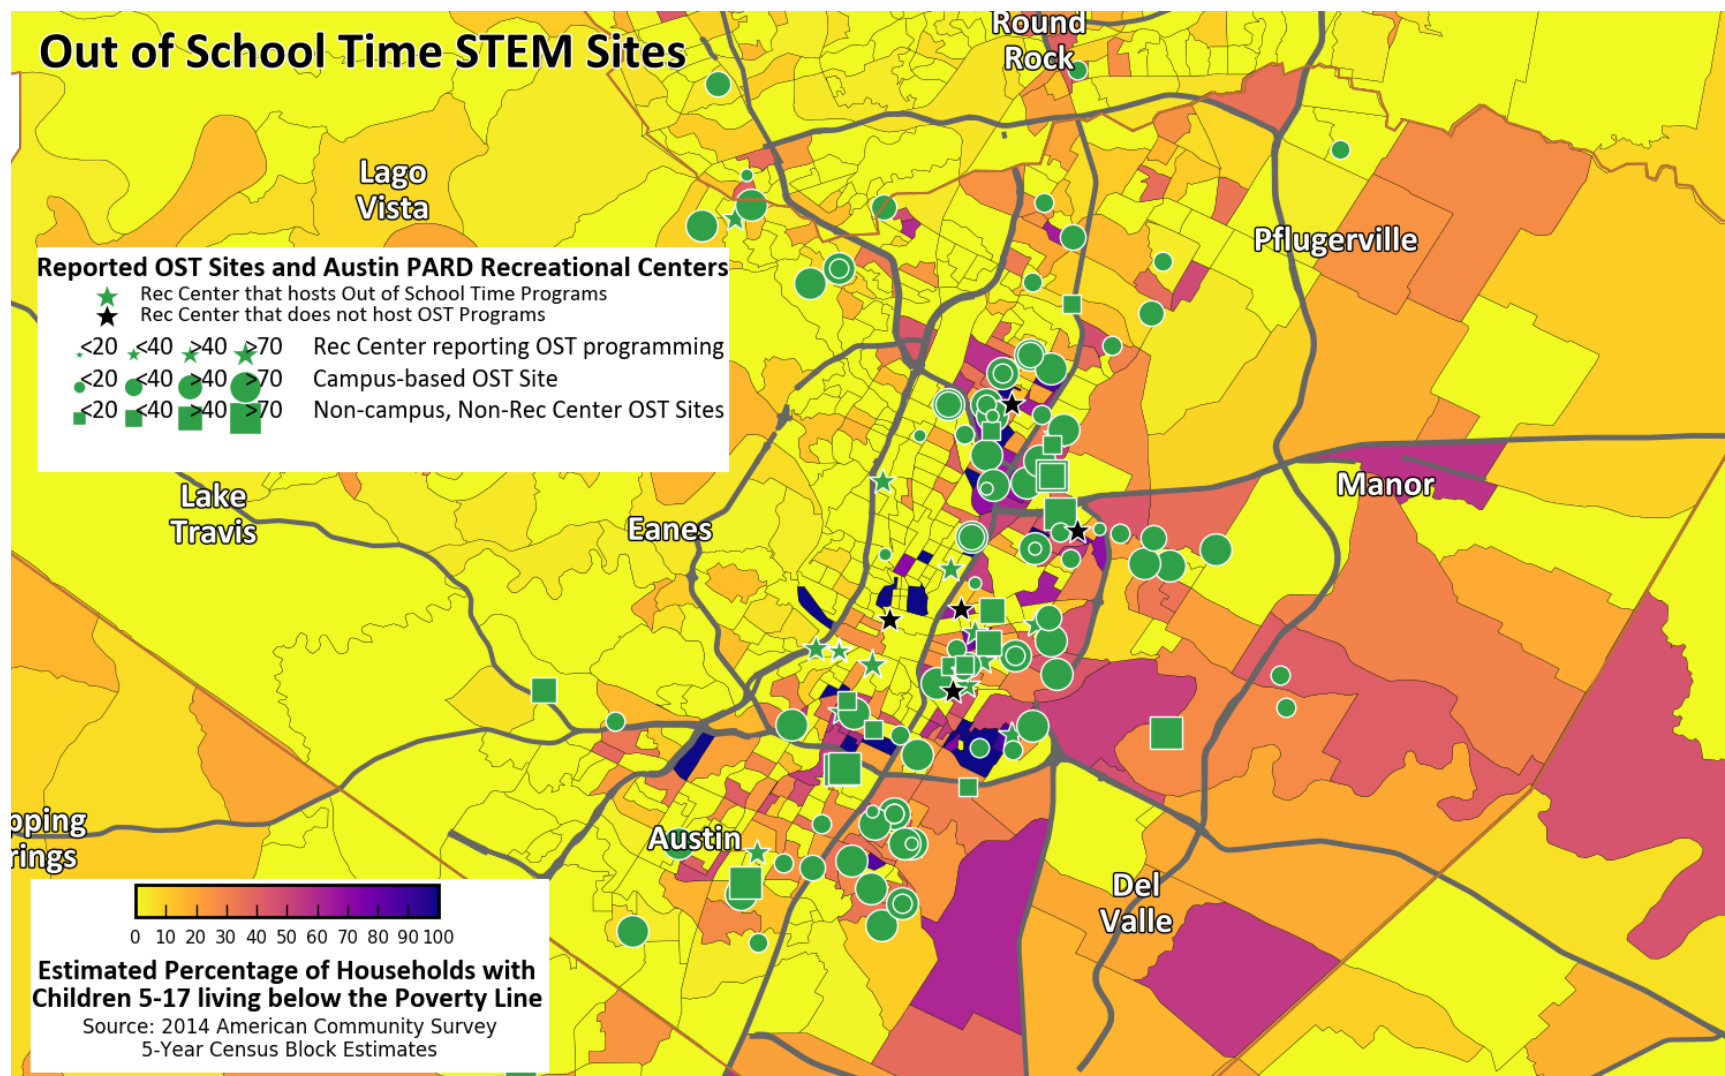 Out of School Time STEM Sites
Round
Rock
Lago
Vista
Pflugerville
Reported OST Sites and Austin PARD Recreational Centers
Rec Center that hosts Out of School Time Programs
Rec Center that does not host OST Programs
<20 <40 >40 >70 Rec Center reporting OST programming
<20 <40 >40 >70 Campus-based OST Site
<20 <40 >40 >70 Non-campus, Non-Rec Center OST Sites
Manor
Lake
Travis
Eanes
pping
rings
Austin
Del
Valle
0 10 20 30 40 50 60 70 80 90 100
Estimated Percentage of Households with
Children 5-17 living below the Poverty Line
Source: 2014 American Community Survey
5-Year Census Block Estimates